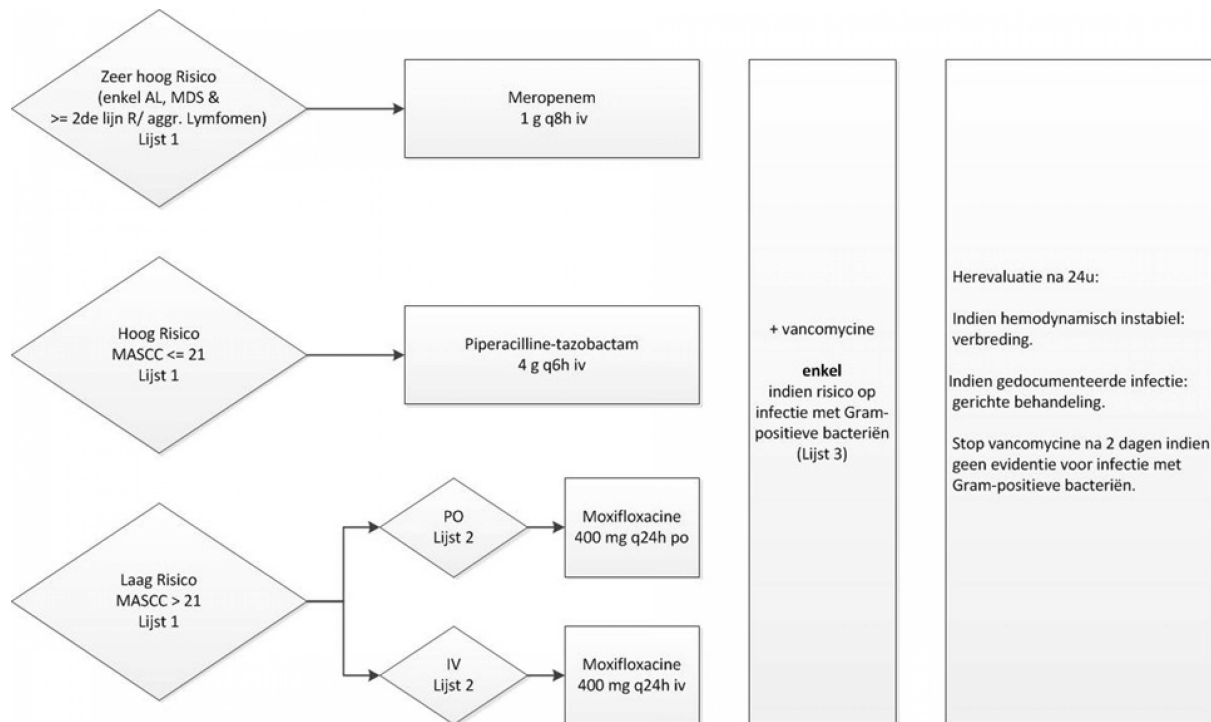 Zeer hoog Risico
(enkel AL, MDS &
>= 2de lijn R/ aggr. Lymfomen)
Lijst 1
Meropenem
1 g q8h iv
Hoog Risico
MASCC <= 21
Lijst 1
Piperacilline-tazobactam
4 g q6h iv
Laag Risico
MASCC > 21
Lijst 1
PO
Lijst 2
Moxifloxacine
400 mg q24h po
IV
Lijst 2
Moxifloxacine
400 mg q24h iv
+ vancomycine
enkel
indien risico op
infectie met Gram-
positieve bacteriën
(Lijst 3)
Herevaluatie na 24u:
Indien hemodynamisch instabiel:
verbreding.
Indien gedocumenteerde infectie:
gerichte behandeling.
Stop vancomycine na 2 dagen indien
geen evidentie voor infectie met
Gram-positieve bacteriën.